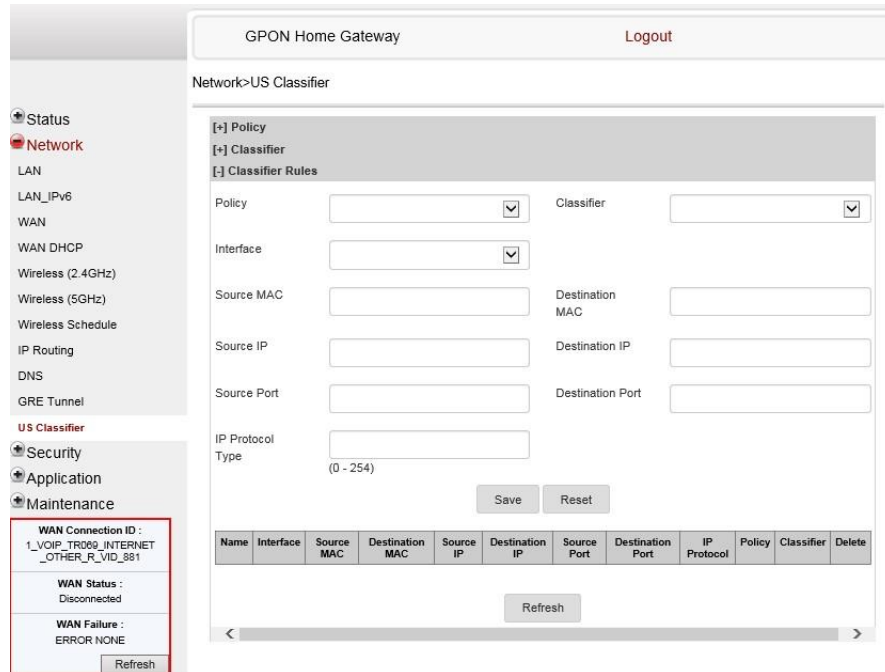 GPON Home Gateway
Logout
Network>US Classifier
Status
Network
LAN
LAN_IPv6
WAN
WAN DHCP
Wireless (2.4GHz)
Wireless (5GHz)
Wireless Schedule
IP Routing
DNS
GRE Tunnel
US Classifier
Security
Application
Maintenance
WAN Connection ID :
1_VOIP_TR069_INTERNET
_OTHER_R_VID_881
WAN Status :
Disconnected
WAN Failure :
ERROR NONE
Refresh
[+] Policy
[+] Classifier
[-] Classifier Rules
Policy
Classifier
Interface
Source MAC
Destination
MAC
Source IP
Destination IP
Source Port
Destination Port
IP Protocol
Type
(0 - 254)
Save
Reset
Name
Interface
Source
MAC
Destination
MAC
Source
IP
Destination
IP
Source
Port
Destination
Port
IP
Protocol
Policy
Classifier
Delete
Refresh